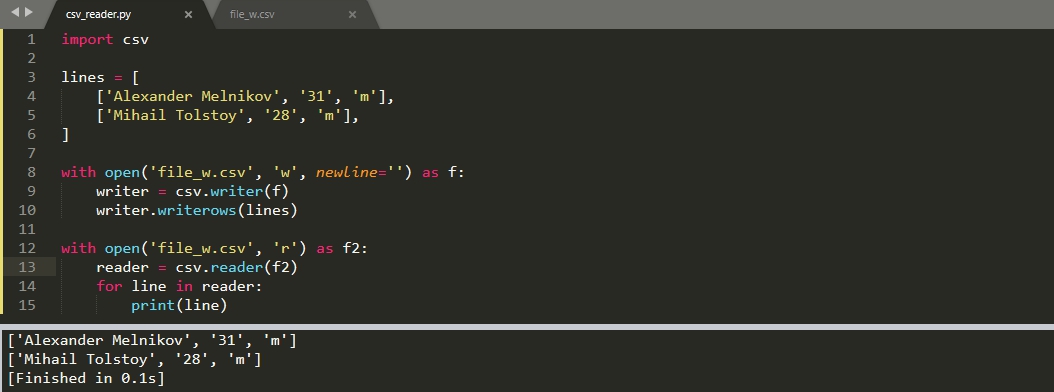 csv_reader.py × file_w.csv ×
1 import csv
2
3 lines = [
4     ['Alexander Melnikov', '31', 'm'],
5     ['Mihail Tolstoy', '28', 'm'],
6 ]
7
8 with open('file_w.csv', 'w', newline='') as f:
9     writer = csv.writer(f)
10     writer.writerows(lines)
11
12 with open('file_w.csv', 'r') as f2:
13     reader = csv.reader(f2)
14     for line in reader:
15         print(line)
['Alexander Melnikov', '31', 'm']
['Mihail Tolstoy', '28', 'm']
[Finished in 0.1s]